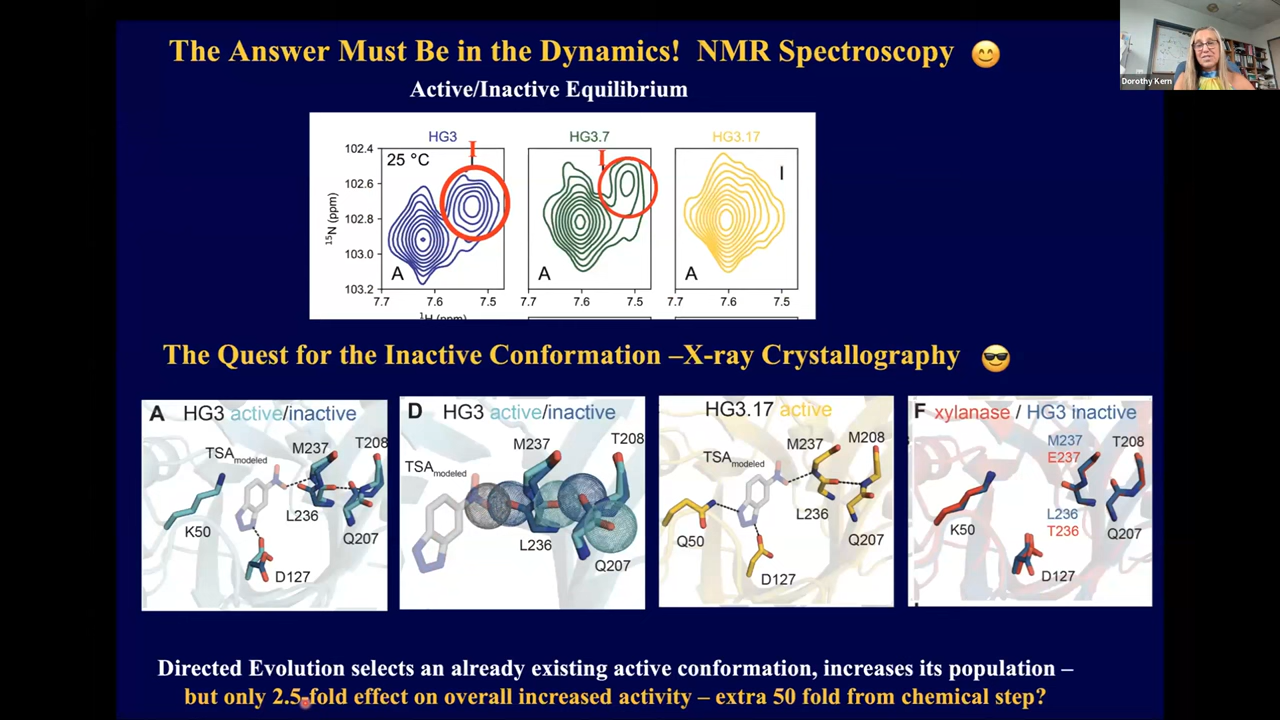 The Answer Must Be in the Dynamics! NMR Spectroscopy 😊
Dorothy Kern
Active/Inactive Equilibrium
HG3 HG3.7 HG3.17
I I
102.4
25 °C
I
102.6
102.8
103.0
103.2
¹⁵N (ppm)
A A A
7.7 7.6 7.5 7.7 7.6 7.5 7.7 7.6 7.5
¹H (ppm)
The Quest for the Inactive Conformation –X-ray Crystallography 😎
A HG3 active/inactive
TSAmodeled
M237
T208
K50
L236
Q207
D127
D HG3 active/inactive
M237
T208
TSAmodeled
L236
Q207
HG3.17 active
M237
M208
TSAmodeled
L236
Q50
Q207
D127
F xylanase / HG3 inactive
M237
E237
T208
L236
T236
K50
Q207
D127
Directed Evolution selects an already existing active conformation, increases its population –
but only 2.5-fold effect on overall increased activity – extra 50 fold from chemical step?